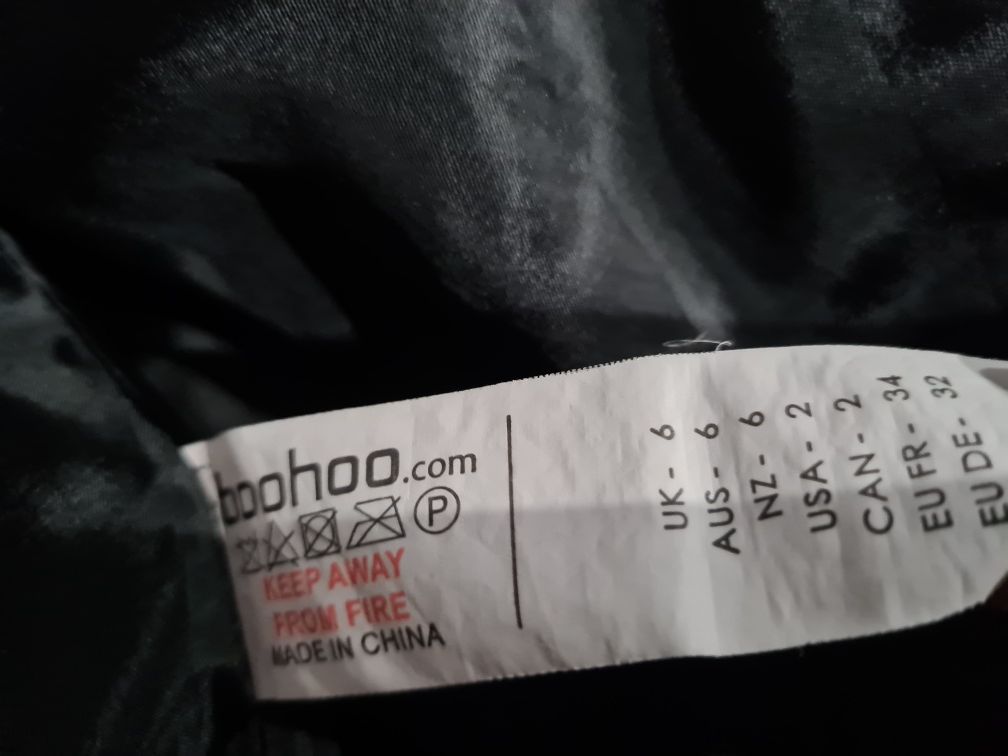 boohoo.com
P
KEEP AWAY
FROM FIRE
MADE IN CHINA
UK - 6
AUS - 6
NZ - 6
USA - 2
CAN - 2
EU FR - 34
EU DE - 32